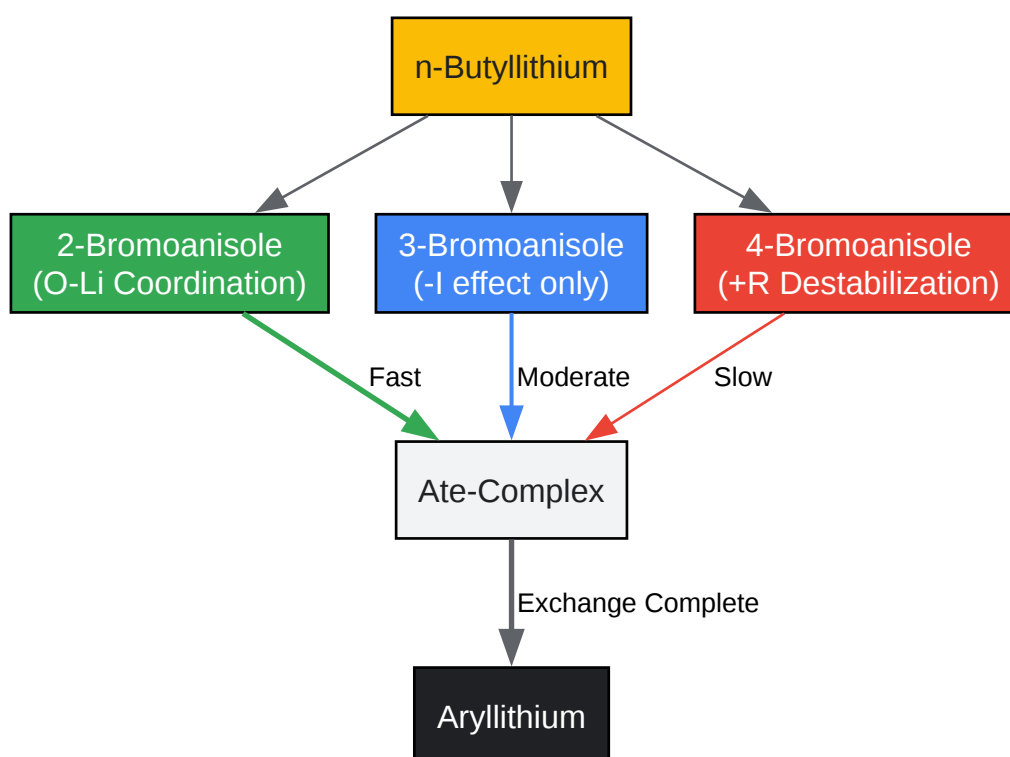 n-Butyllithium
2-Bromoanisole
(O-Li Coordination)
3-Bromoanisole
(-I effect only)
4-Bromoanisole
(+R Destabilization)
Fast
Moderate
Slow
Ate-Complex
Exchange Complete
Aryllithium